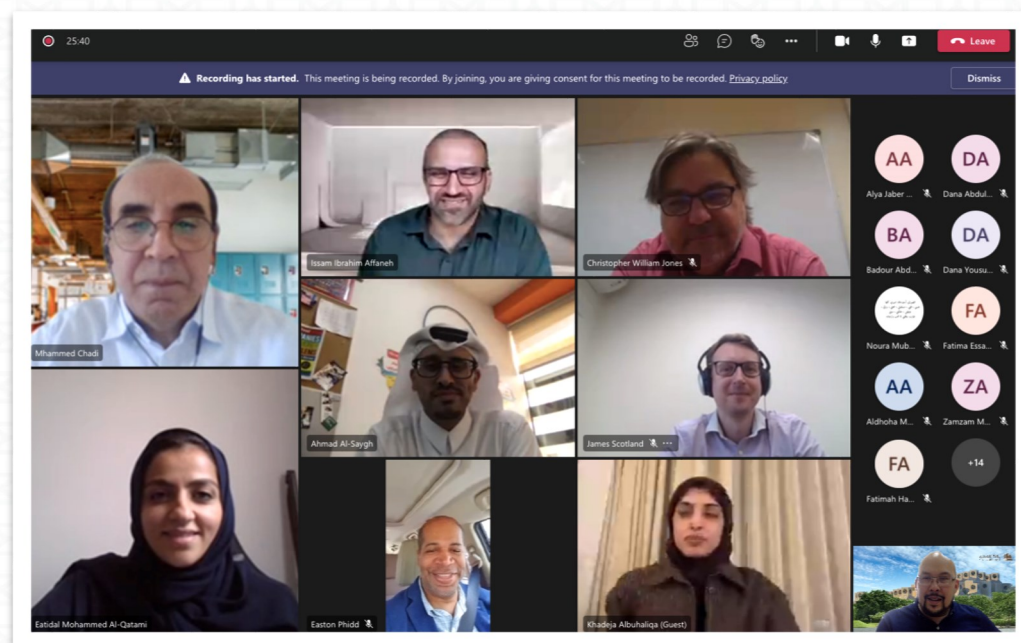 25:40
Leave
Recording has started. This meeting is being recorded. By joining, you are giving consent for this meeting to be recorded. Privacy policy
Dismiss
Mhammed Chadi
Issam Ibrahim Affaneh
Christopher William Jones
Ahmad Al-Saygh
James Scotland
Eatidal Mohammed Al-Qatami
Easton Phidd
Khadeja Albuhaliqa (Guest)
AA
DA
Alya Jaber ...
Dana Abdul...
BA
DA
Badour Abd...
Dana Yousu...
FA
Noura Mub...
Fatima Essa...
AA
ZA
Aldhoha M...
Zamzam M...
FA
+14
Fatimah Ha...